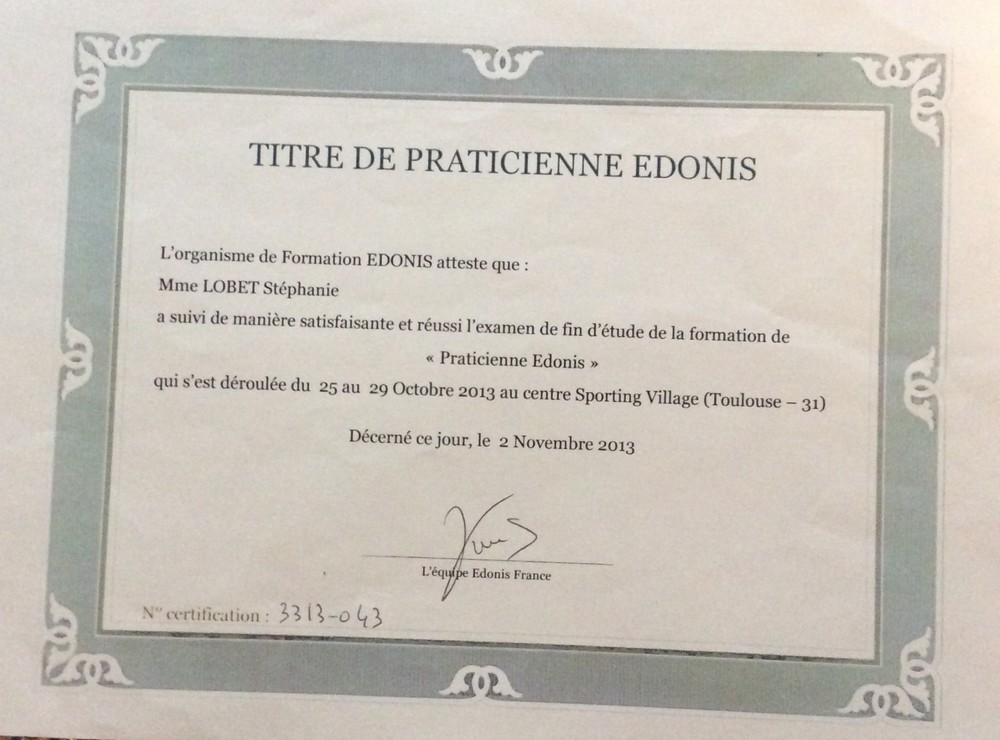 TITRE DE PRATICIENNE EDONIS
L'organisme de Formation EDONIS atteste que :
Mme LOBET Stéphanie
a suivi de manière satisfaisante et réussi l'examen de fin d'étude de la formation de
« Praticienne Edonis »
qui s'est déroulée du 25 au 29 Octobre 2013 au centre Sporting Village (Toulouse – 31)
Décerné ce jour, le 2 Novembre 2013
L'équipe Edonis France
N° certification : 3313-043